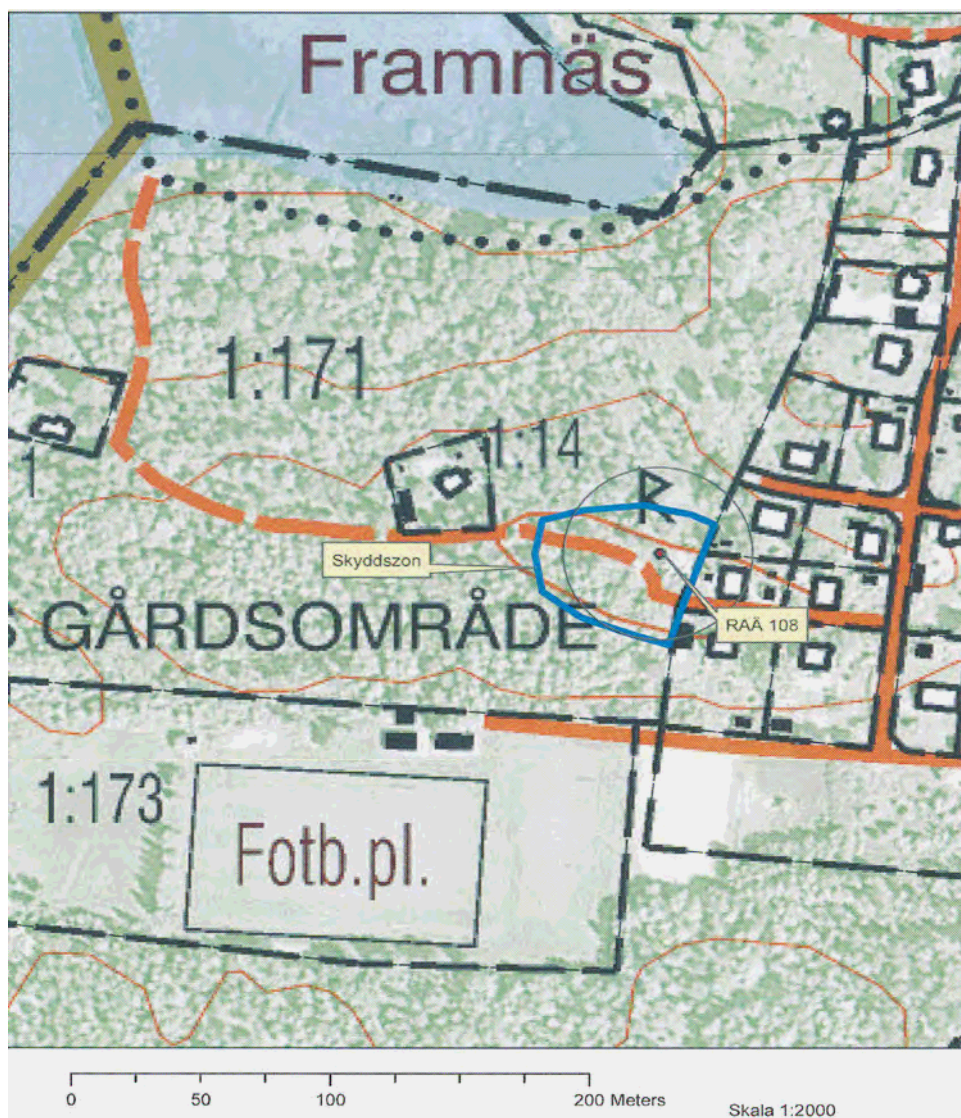 Framnäs
1:171
1:14
1
R
Skyddszon
S GÅRDSOMRÅDE
RAÄ 108
1:173
Fotb.pl.
0 50 100 200 Meters
Skala 1:2000